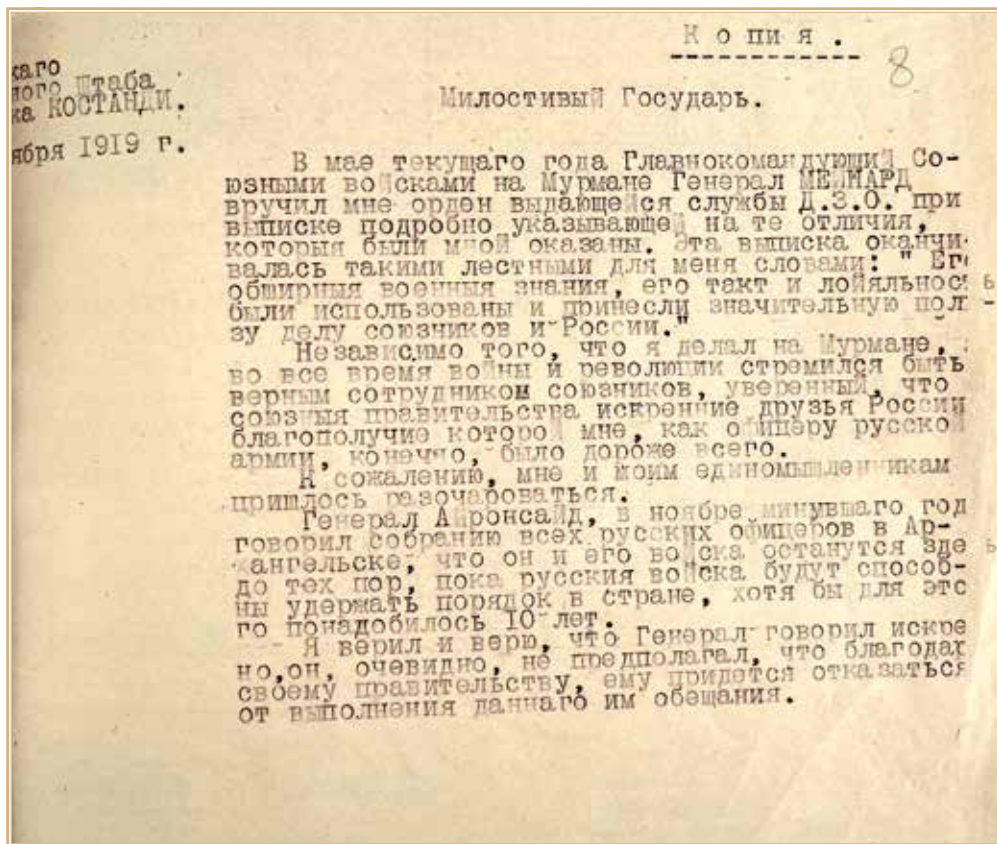 К о п и я .
8
каго
ного Штаба
ка КОСТАНДИ.
ября 1919 г.
Милостивый Государь.
В мае текущаго года Главнокомандующий Со-
юзными войсками на Мурмане Генерал МЕЙНАРД
вручил мне орден выдающейся службы Д.З.О. при
выписке подробно указывающей на те отличия,
которыя были мной оказаны. Эта выписка оканчи-
валась такими лестными для меня словами: " Его
обширныя военныя знания, его такт и лойяльность
были использованы и принесли значительную поль-
зу делу союзников и России."
Независимо того, что я делал на Мурмане,
во все время войны и революции стремился быть
верным сотрудником союзников, уверенный, что
союзныя правительства искренние друзья России
благополучие которой мне, как офицеру русской
армии, конечно, было дороже всего.
К сожалению, мне и моим единомышленникам
пришлось разочароваться.
Генерал Айронсайд, в ноябре минувшаго год
говорил собранию всех русских офицеров в Ар-
хангельске, что он и его войска останутся зде ь
до тех пор, пока русския войска будут способ-
ны удержать порядок в стране, хотя бы для это
го понадобилось 10 лет.
Я верил и верю, что Генерал говорил искре
но,он, очевидно, не предполагал, что благодар
своему правительству, ему придется отказаться
от выполнения даннаго им обещания.